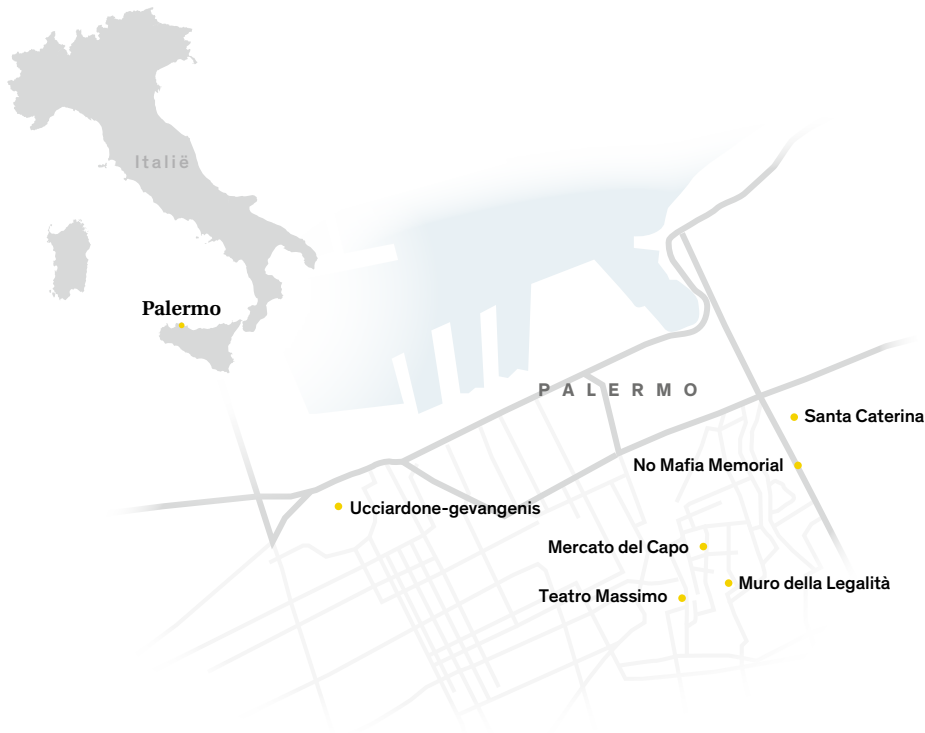 Italië
Palermo
PALERMO
Santa Caterina
No Mafia Memorial
Ucciardone-gevangenis
Mercato del Capo
Muro della Legalità
Teatro Massimo